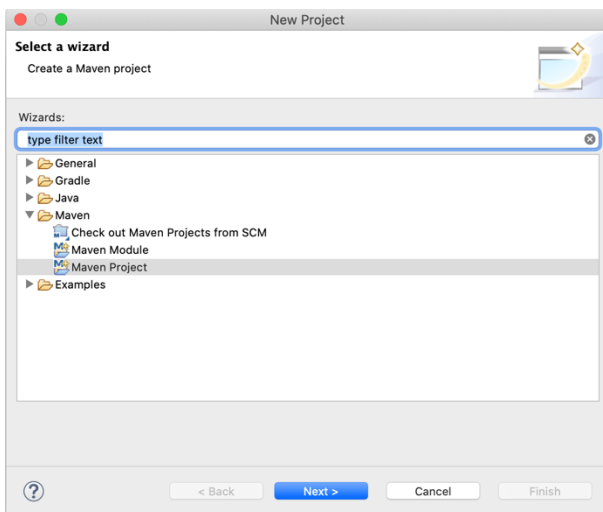 New Project
Select a wizard
Create a Maven project
Wizards:
type filter text
General
Gradle
Java
Maven
Check out Maven Projects from SCM
Maven Module
Maven Project
Examples
?
< Back Next > Cancel Finish